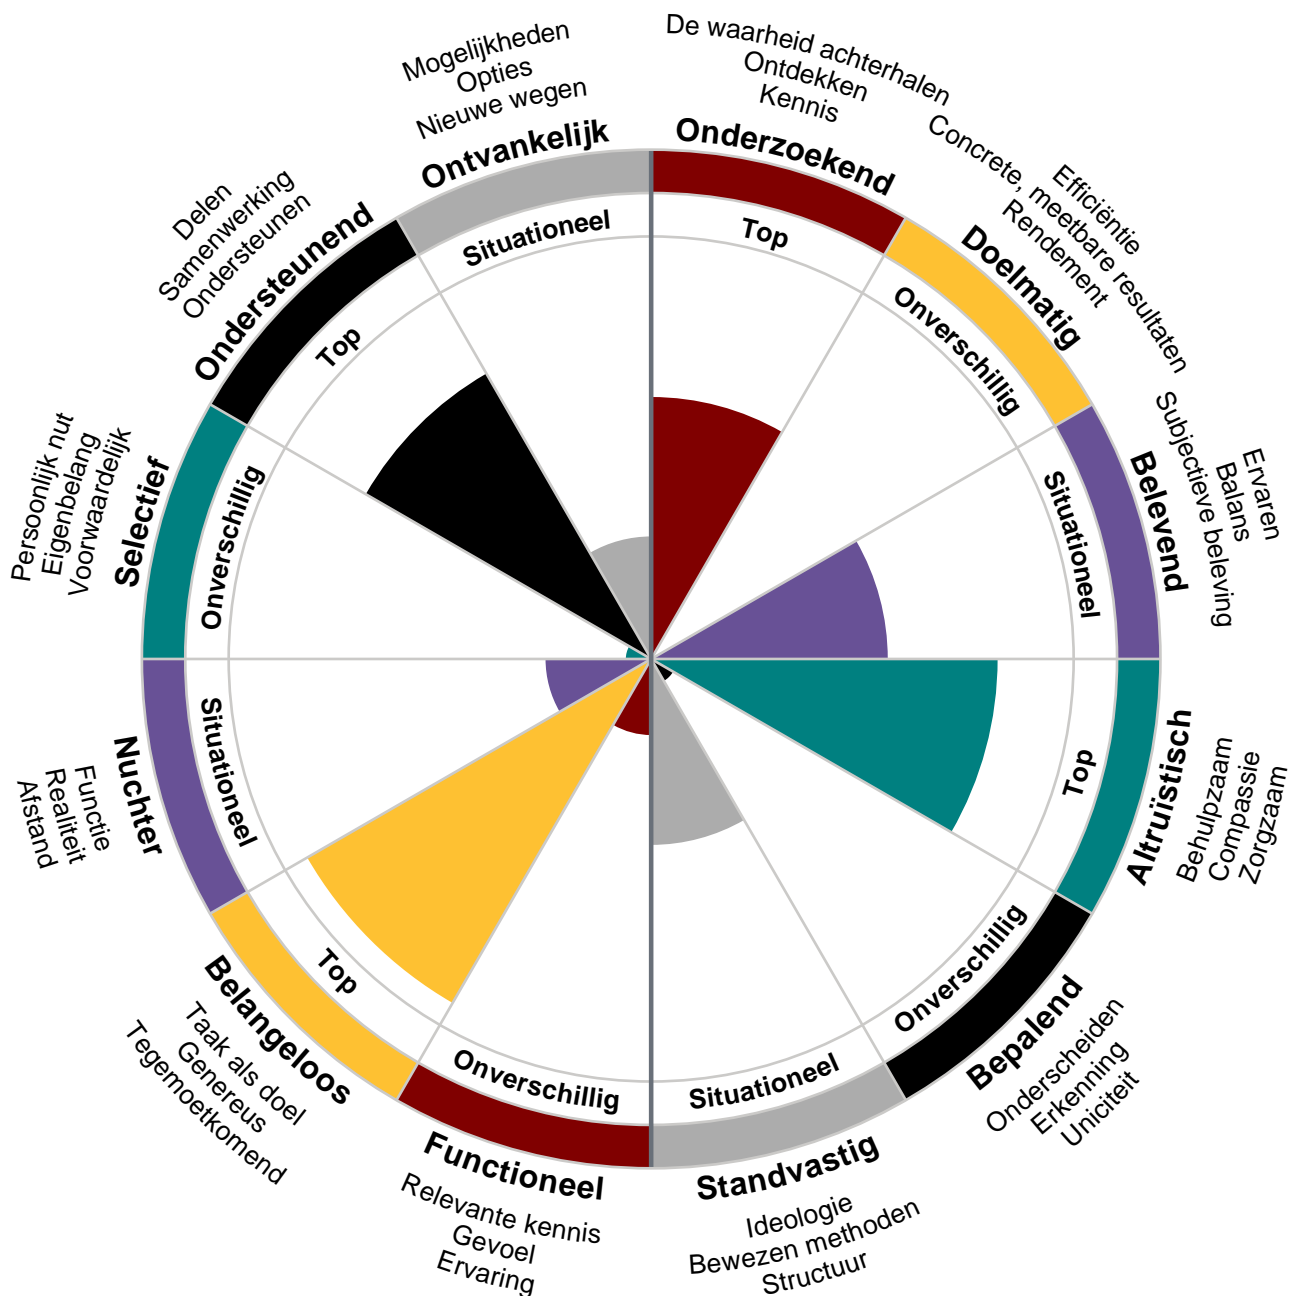 De waarheid achterhalen
Ontdekken
Kennis
Onderzoekend
Top
Efficiëntie
Concrete, meetbare resultaten
Rendement
Doelmatig
Onverschillig
Ervaren
Balans
Subjectieve beleving
Belevend
Situationeel
Altruïstisch
Top
Behulpzaam
Compassie
Zorgzaam
Bepalend
Onverschillig
Onderscheiden
Erkenning
Uniciteit
Situationeel
Standvastig
Ideologie
Bewezen methoden
Structuur
Onverschillig
Functioneel
Relevante kennis
Gevoel
Ervaring
Top
Belangeloos
Taak als doel
Genereus
Tegemoetkomend
Situationeel
Nuchter
Functie
Realiteit
Afstand
Persoonlijk nut
Eigenbelang
Voorwaardelijk
Selectief
Onverschillig
Delen
Samenwerking
Ondersteunen
Ondersteunend
Top
Mogelijkheden
Opties
Nieuwe wegen
Ontvankelijk
Situationeel